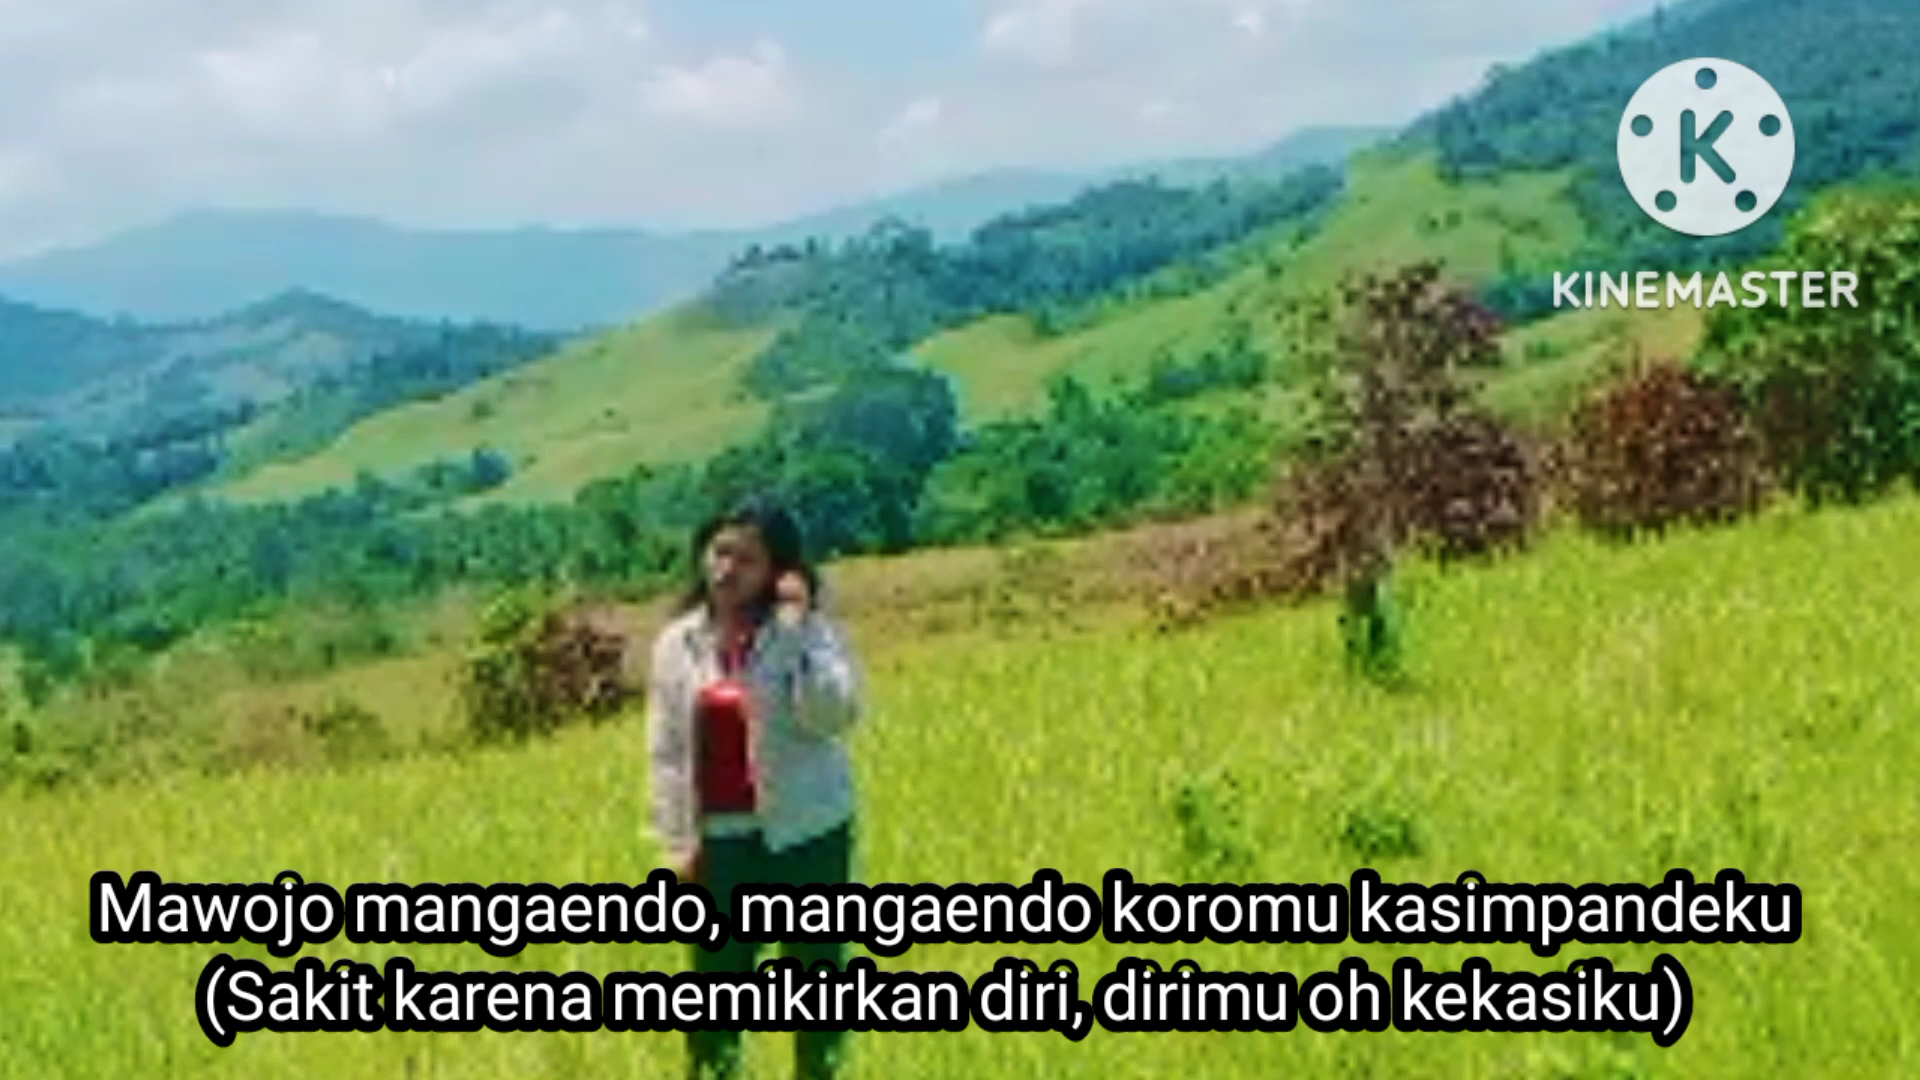 K
KINEMASTER
Mawojo mangaendo, mangaendo koromu kasimpandeku
(Sakit karena memikirkan diri, dirimu oh kekasiku)